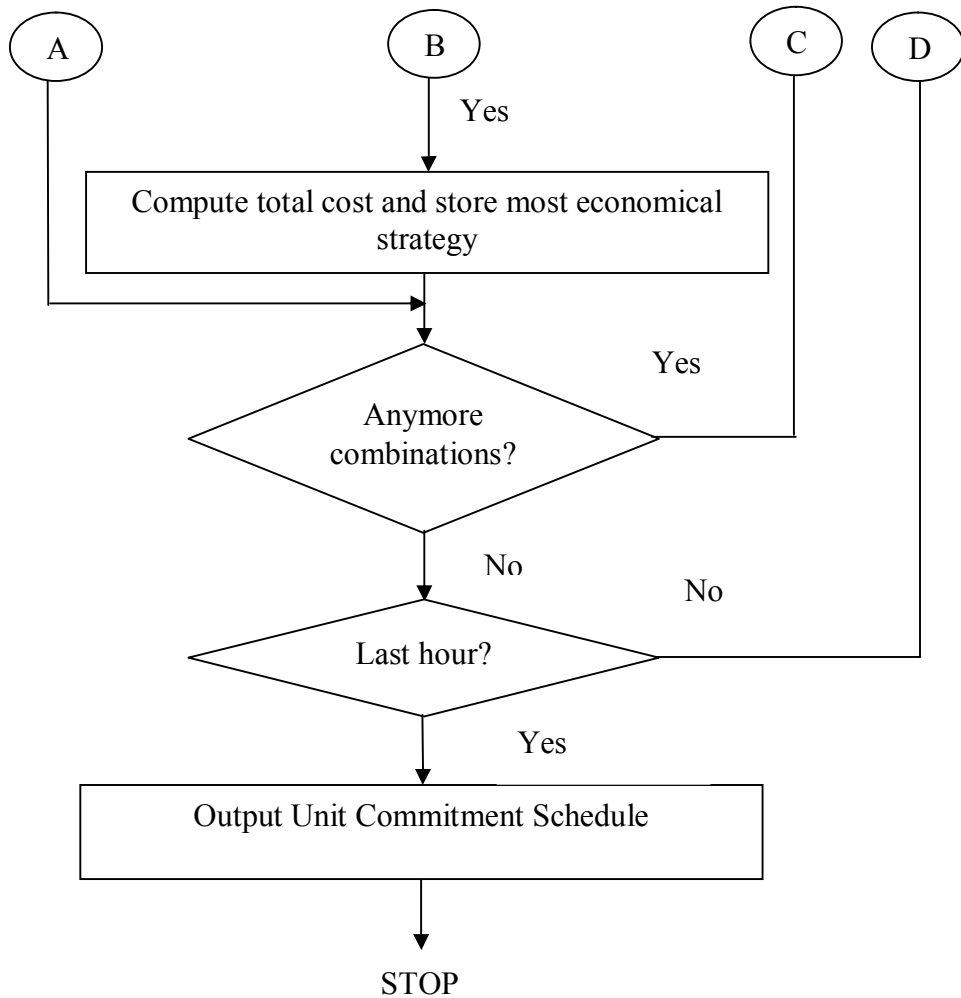 A
B
C
D
Yes
Compute total cost and store most economical
strategy
Yes
Anymore
combinations?
No
No
Last hour?
Yes
Output Unit Commitment Schedule
STOP